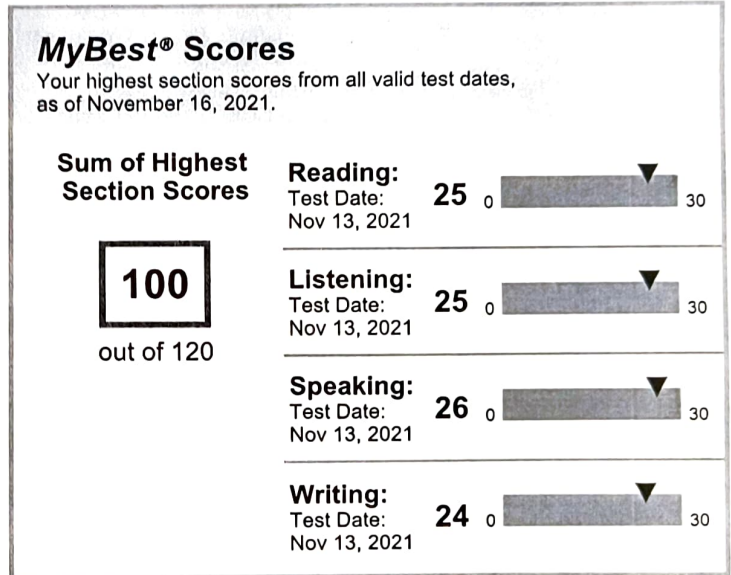 MyBest® Scores
Your highest section scores from all valid test dates,
as of November 16, 2021.
Sum of Highest
Section Scores
100
out of 120
Reading:
Test Date:
Nov 13, 2021
25
0
30
Listening:
Test Date:
Nov 13, 2021
25
0
30
Speaking:
Test Date:
Nov 13, 2021
26
0
30
Writing:
Test Date:
Nov 13, 2021
24
0
30